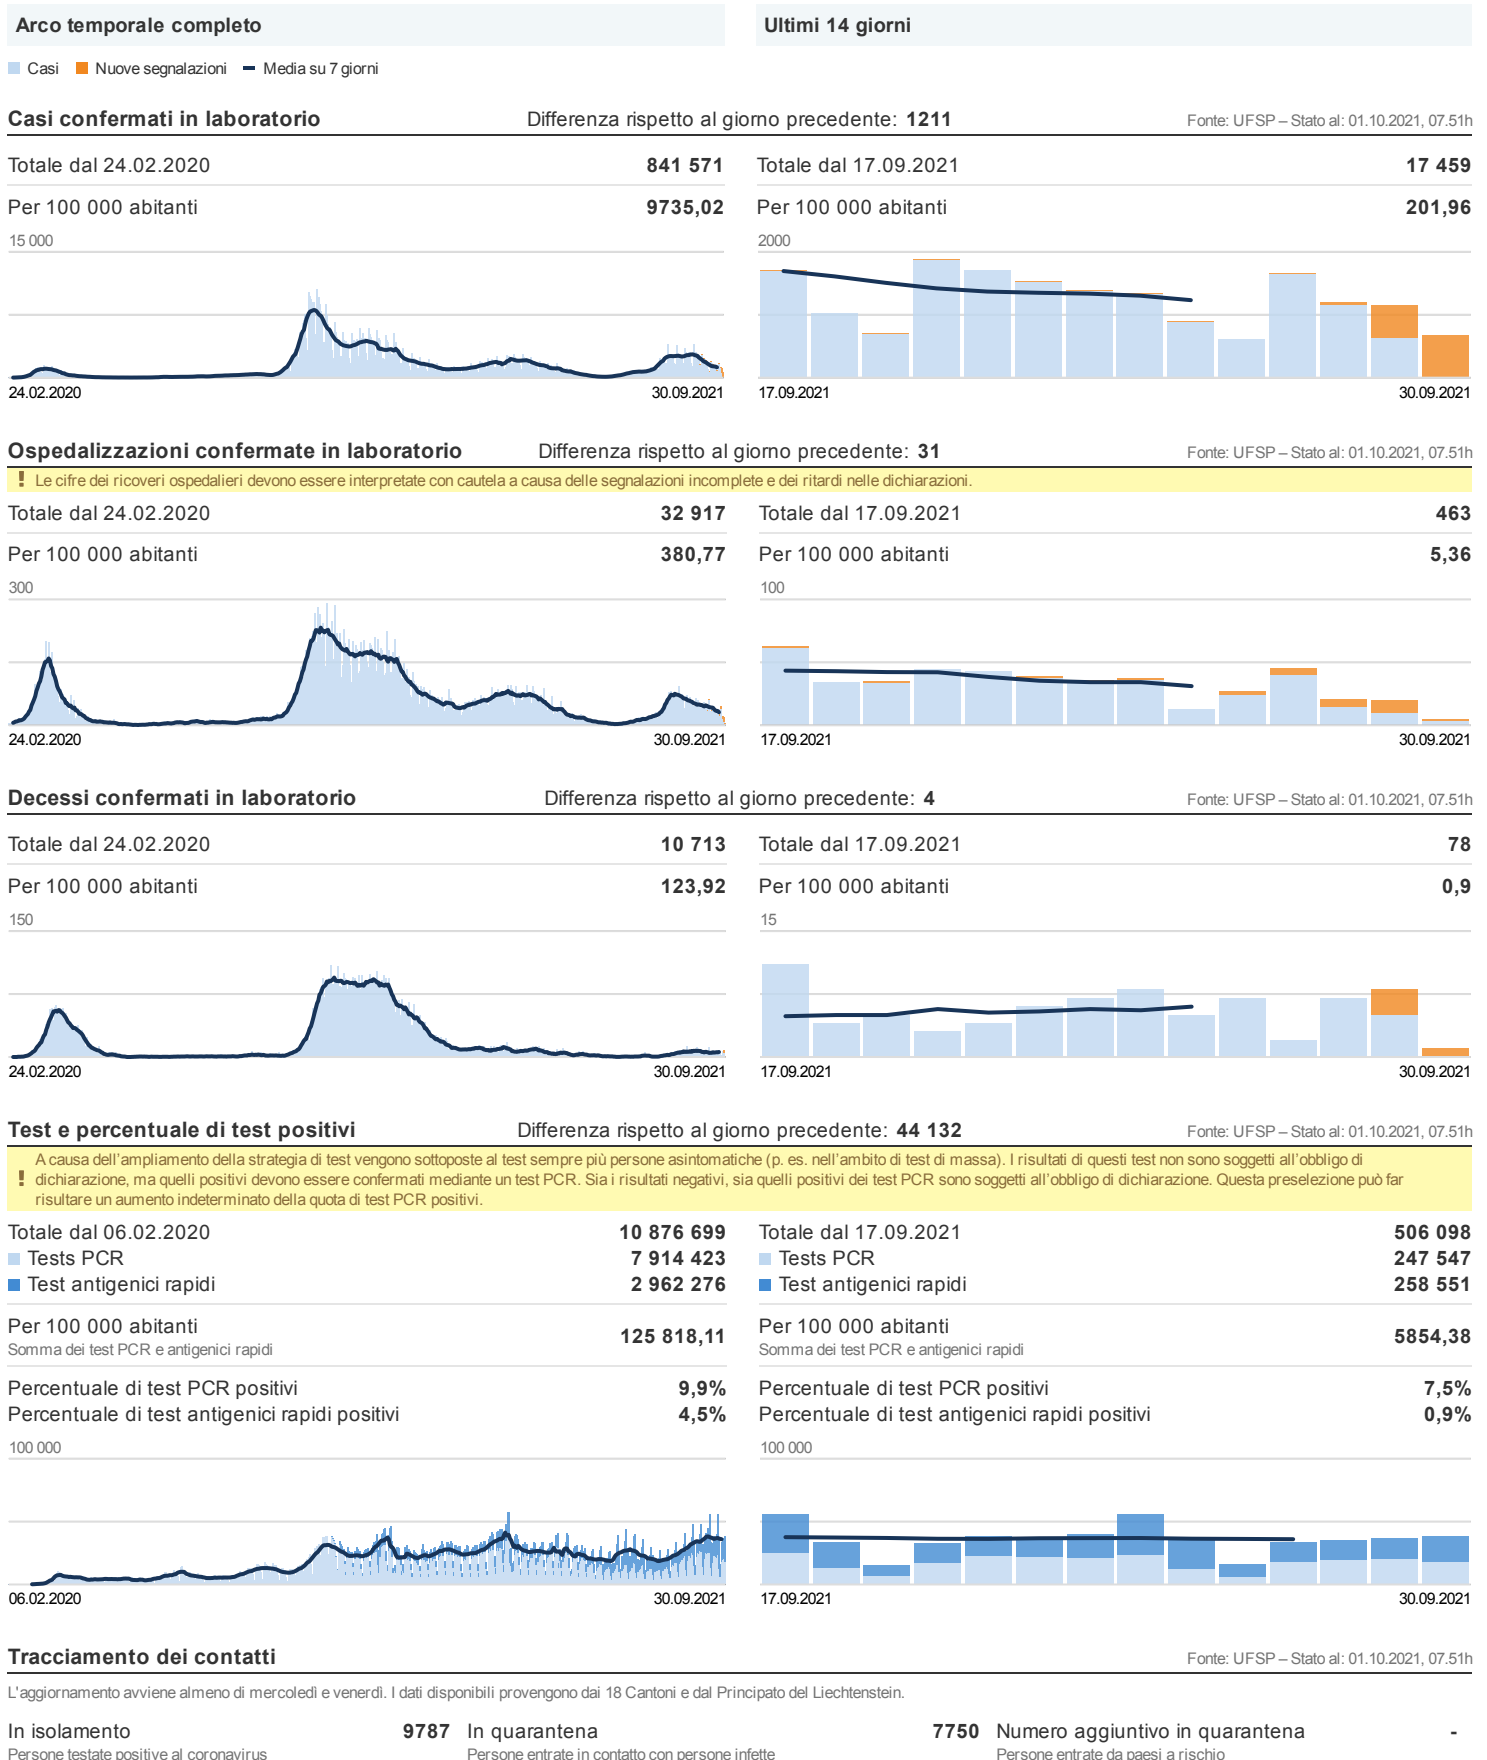 Arco temporale completo
Ultimi 14 giorni
Casi Nuove segnalazioni Media su 7 giorni
Casi confermati in laboratorio Differenza rispetto al giorno precedente: 1211 Fonte: UFSP – Stato al: 01.10.2021, 07.51h
Totale dal 24.02.2020 841 571
Per 100 000 abitanti 9735,02
15 000
24.02.2020 30.09.2021
Totale dal 17.09.2021 17 459
Per 100 000 abitanti 201,96
2000
17.09.2021 30.09.2021
Ospedalizzazioni confermate in laboratorio Differenza rispetto al giorno precedente: 31 Fonte: UFSP – Stato al: 01.10.2021, 07.51h
! Le cifre dei ricoveri ospedalieri devono essere interpretate con cautela a causa delle segnalazioni incomplete e dei ritardi nelle dichiarazioni.
Totale dal 24.02.2020 32 917
Per 100 000 abitanti 380,77
300
24.02.2020 30.09.2021
Totale dal 17.09.2021 463
Per 100 000 abitanti 5,36
100
17.09.2021 30.09.2021
Decessi confermati in laboratorio Differenza rispetto al giorno precedente: 4 Fonte: UFSP – Stato al: 01.10.2021, 07.51h
Totale dal 24.02.2020 10 713
Per 100 000 abitanti 123,92
150
24.02.2020 30.09.2021
Totale dal 17.09.2021 78
Per 100 000 abitanti 0,9
15
17.09.2021 30.09.2021
Test e percentuale di test positivi Differenza rispetto al giorno precedente: 44 132 Fonte: UFSP – Stato al: 01.10.2021, 07.51h
A causa dell'ampliamento della strategia di test vengono sottoposte al test sempre più persone asintomatiche (p. es. nell'ambito di test di massa). I risultati di questi test non sono soggetti all'obbligo di
! dichiarazione, ma quelli positivi devono essere confermati mediante un test PCR. Sia i risultati negativi, sia quelli positivi dei test PCR sono soggetti all'obbligo di dichiarazione. Questa preselezione può far
risultare un aumento indeterminato della quota di test PCR positivi.
Totale dal 06.02.2020 10 876 699
Tests PCR 7 914 423
Test antigenici rapidi 2 962 276
Per 100 000 abitanti 125 818,11
Somma dei test PCR e antigenici rapidi
Percentuale di test PCR positivi 9,9%
Percentuale di test antigenici rapidi positivi 4,5%
100 000
06.02.2020 30.09.2021
Totale dal 17.09.2021 506 098
Tests PCR 247 547
Test antigenici rapidi 258 551
Per 100 000 abitanti 5854,38
Somma dei test PCR e antigenici rapidi
Percentuale di test PCR positivi 7,5%
Percentuale di test antigenici rapidi positivi 0,9%
100 000
17.09.2021 30.09.2021
Tracciamento dei contatti Fonte: UFSP – Stato al: 01.10.2021, 07.51h
L'aggiornamento avviene almeno di mercoledì e venerdì. I dati disponibili provengono dai 18 Cantoni e dal Principato del Liechtenstein.
In isolamento 9787
Persone testate positive al coronavirus
In quarantena 7750
Persone entrate in contatto con persone infette
Numero aggiuntivo in quarantena -
Persone entrate da paesi a rischio